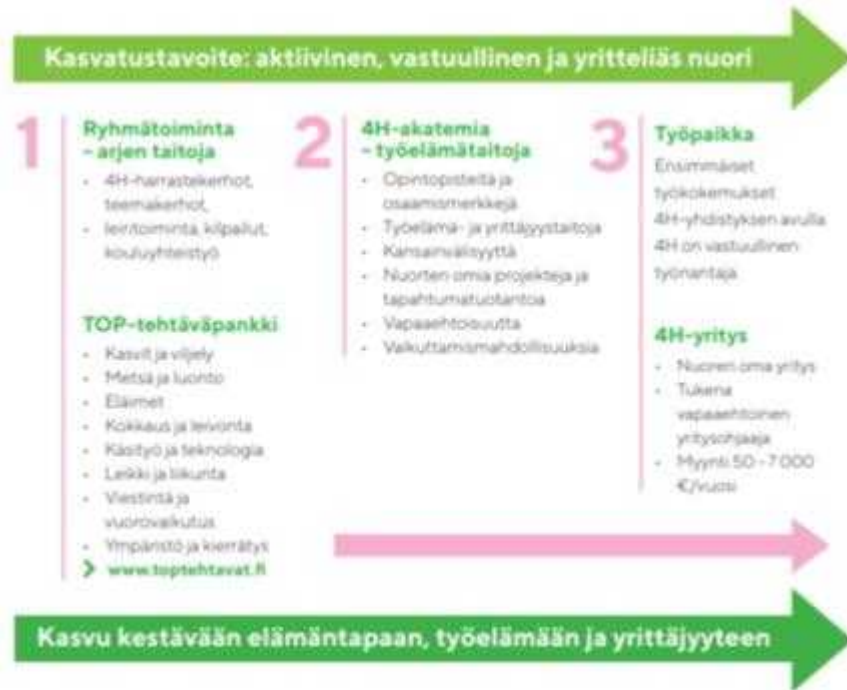 Kasvatustavoite: aktiivinen, vastuullinen ja yritteliäs nuori
1
Ryhmätoiminta
- arjen taitoja
• 4H-harrastekerhot,
teemakerhot,
• leiritoiminta, kilpailut,
kouluyhteistyö
TOP-tehtäväpankki
• Kasvit ja viljely
• Metsä ja luonto
• Eläimet
• Kokkaus ja leivonta
• Käsityö ja teknologia
• Leikki ja liikunta
• Viestintä ja
vuorovaikutus
• Ympäristö ja kierrätys
> www.toptehtavat.fi
2
4H-akatemia
- työelämätaitoja
• Opintopisteitä ja
osaamismerkkejä
• Työelämä- ja yrittäjyystaitoja
• Kansainvälisyyttä
• Nuorten omia projekteja ja
tapahtumatuotantoa
• Vapaaehtoisuutta
• Vaikuttamismahdollisuuksia
3
Työpaikka
Ensimmäiset
työkokemukset
4H-yhdistyksen avulla
4H on vastuullinen
työnantaja
4H-yritys
• Nuoren oma yritys
• Tukena
vapaaehtoinen
yritysohjaaja
• Myynti 50 - 7 000
€/vuosi
Kasvu kestävään elämäntapaan, työelämään ja yrittäjyyteen